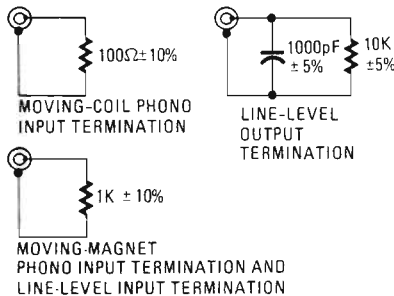 100Ω±10%
MOVING-COIL PHONO
INPUT TERMINATION
1000pF
±5%
10K
±5%
LINE-LEVEL
OUTPUT
TERMINATION
1K ±10%
MOVING-MAGNET
PHONO INPUT TERMINATION AND
LINE-LEVEL INPUT TERMINATION